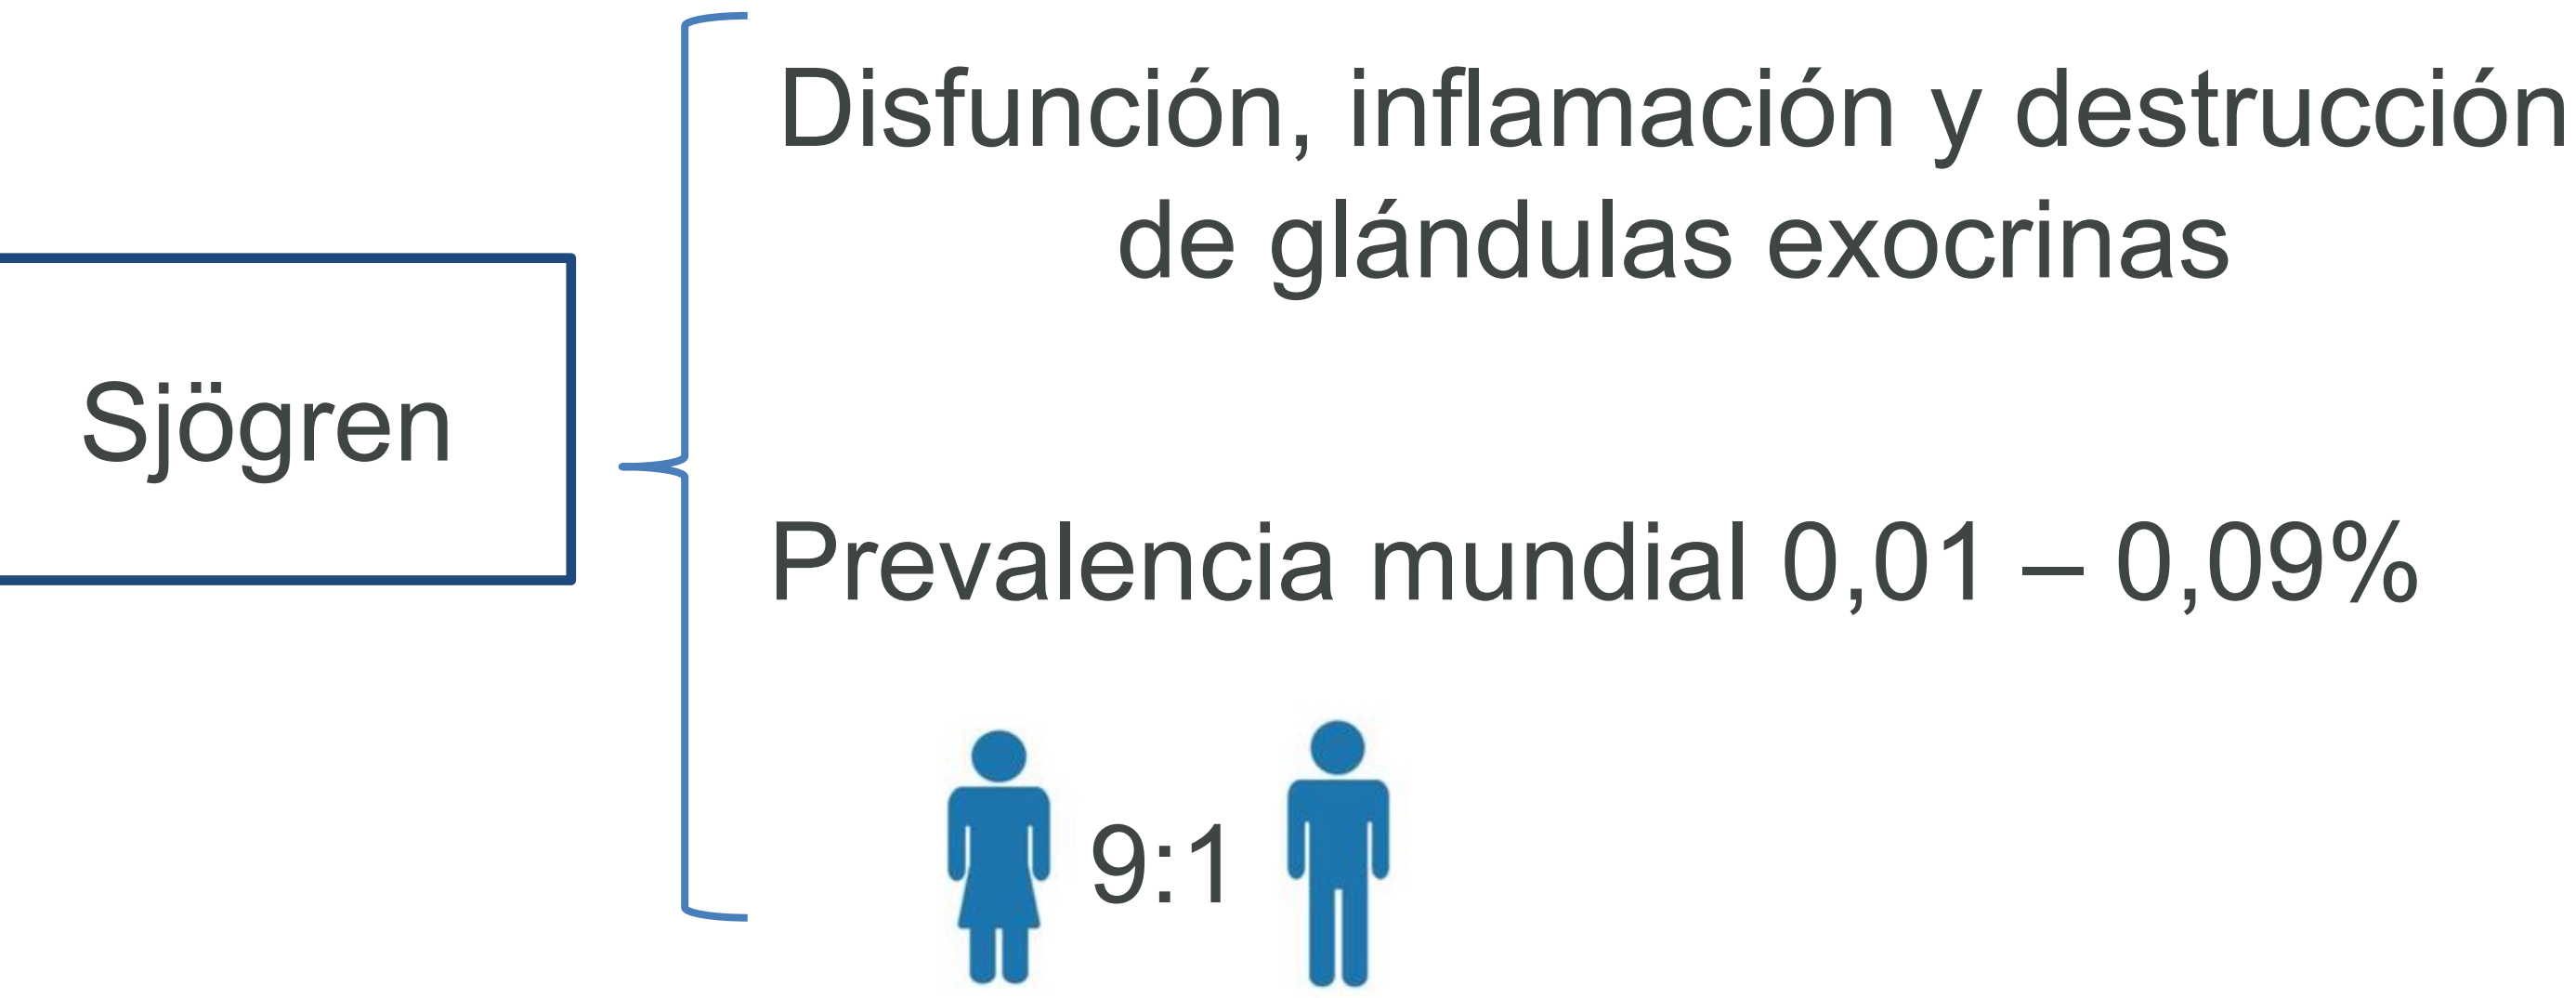 Disfunción, inflamación y destrucción
de glándulas exocrinas
Sjögren
Prevalencia mundial 0,01 – 0,09%
9:1